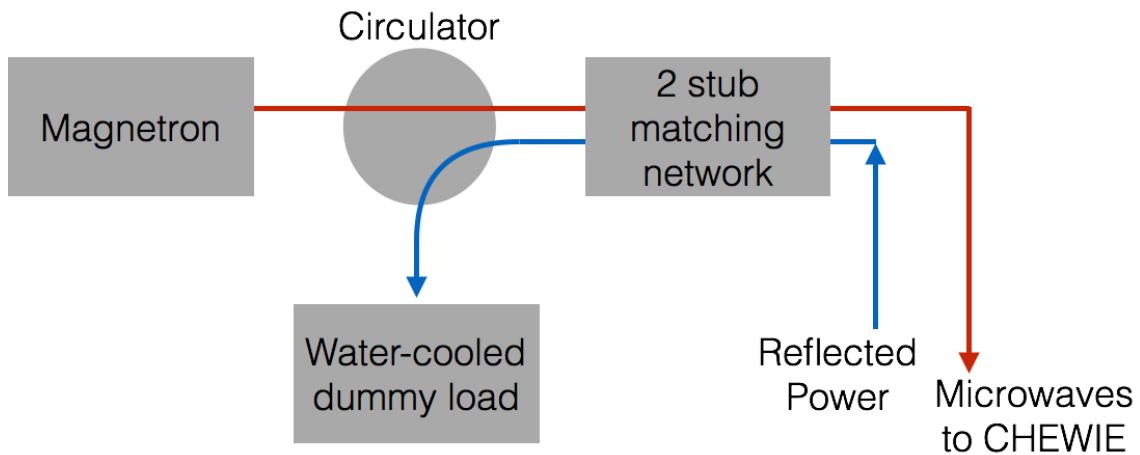 Circulator
Magnetron
2 stub
matching
network
Water-cooled
dummy load
Reflected
Power
Microwaves
to CHEWIE